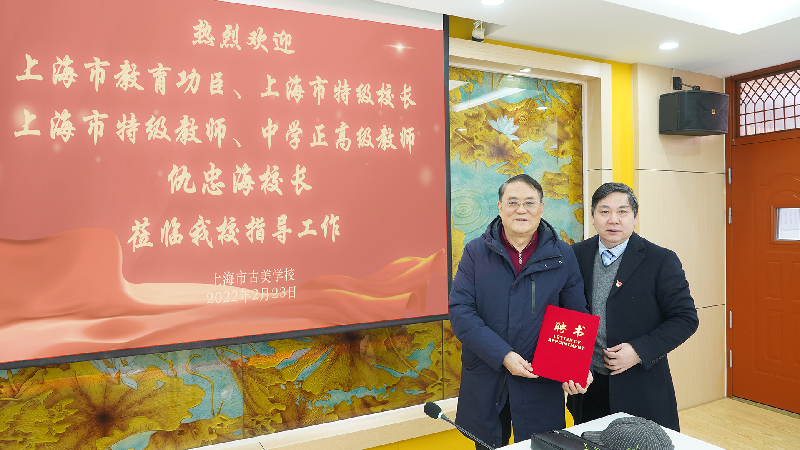 热烈欢迎
上海市教育功臣、上海市特级校长
上海市特级教师、中学正高级教师
仇忠海校长
莅临我校指导工作
上海市古美学校
2022年2月23日
聘书
LETTER OF
APPOINTMENT